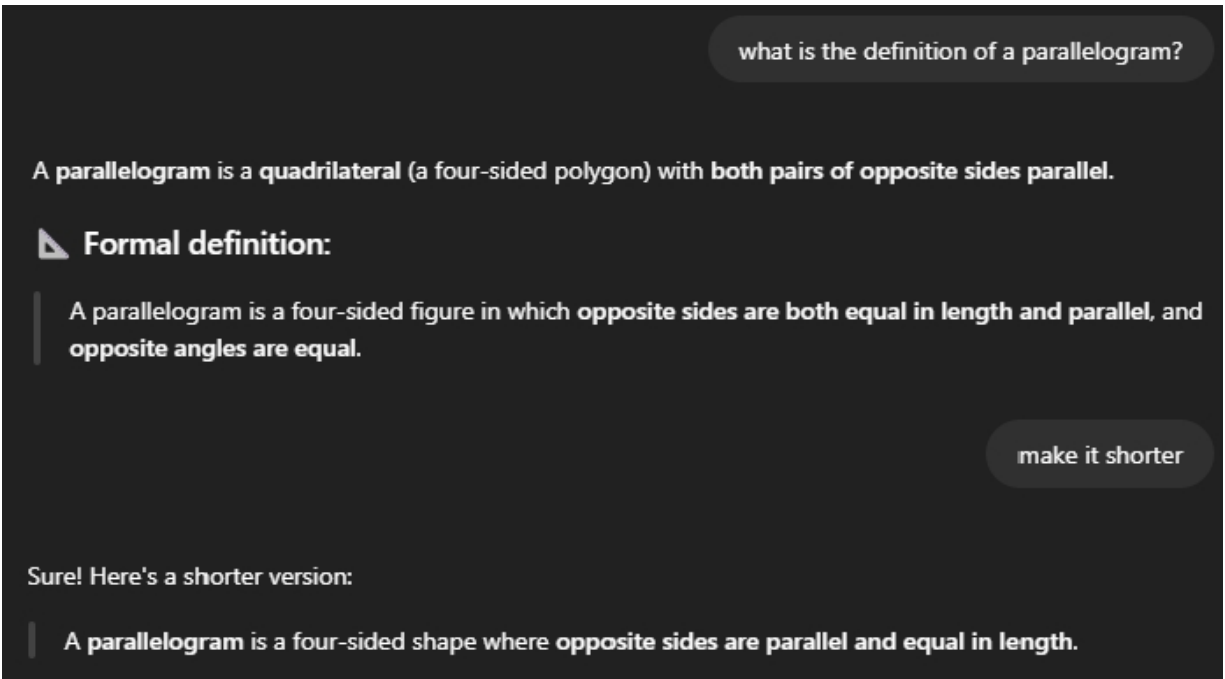 what is the definition of a parallelogram?
A parallelogram is a quadrilateral (a four-sided polygon) with both pairs of opposite sides parallel.
Formal definition:
A parallelogram is a four-sided figure in which opposite sides are both equal in length and parallel, and
opposite angles are equal.
make it shorter
Sure! Here's a shorter version:
A parallelogram is a four-sided shape where opposite sides are parallel and equal in length.